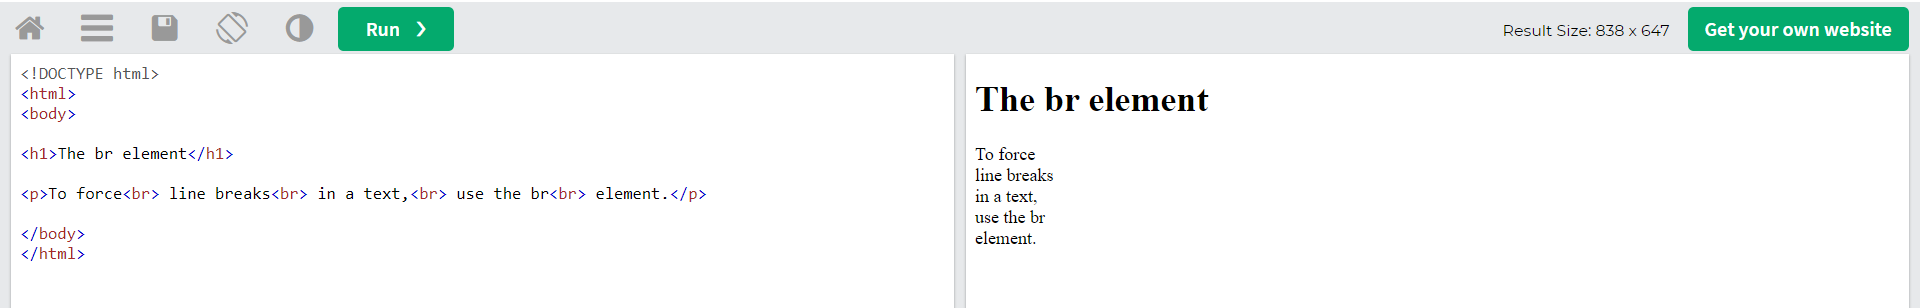 Run ❯
Result Size: 838 x 647
Get your own website
<!DOCTYPE html>
<html>
<body>
<h1>The br element</h1>
<p>To force<br> line breaks<br> in a text,<br> use the br<br> element.</p>
</body>
</html>
The br element
To force
line breaks
in a text,
use the br
element.